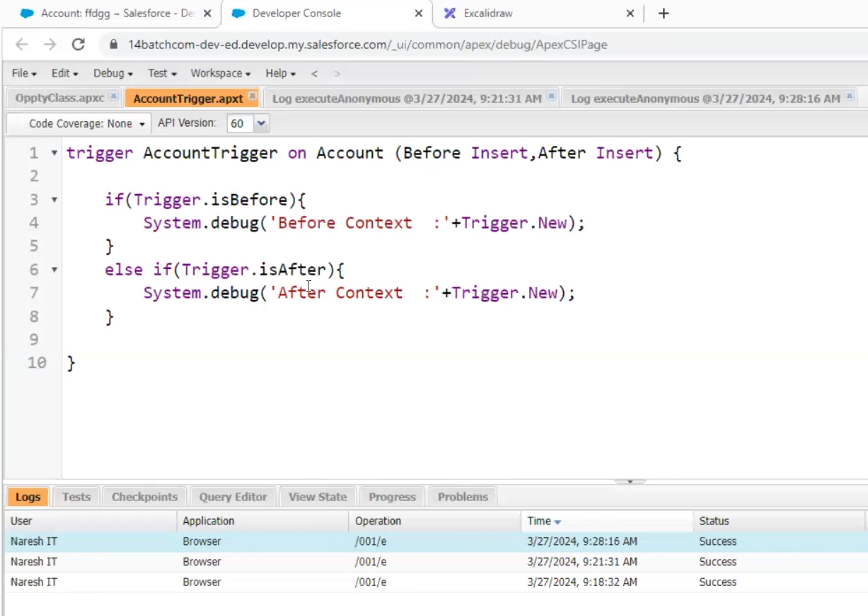 Account: ffdgg ~ Salesforce - De
Developer Console
Excalidraw
14batchcom-dev-ed.develop.my.salesforce.com/_ui/common/apex/debug/ApexCSIPage
File Edit Debug Test Workspace Help < >
OpptyClass.apxc AccountTrigger.apxt Log executeAnonymous @3/27/2024, 9:21:31 AM Log executeAnonymous @3/27/2024, 9:28:16 AM
Code Coverage: None API Version: 60
1 trigger AccountTrigger on Account (Before Insert,After Insert) {
2
3 if(Trigger.isBefore){
4 System.debug('Before Context  :'+Trigger.New);
5 }
6 else if(Trigger.isAfter){
7 System.debug('After Context  :'+Trigger.New);
8 }
9
10 }
Logs Tests Checkpoints Query Editor View State Progress Problems
User Application Operation Time Status
Naresh IT Browser /001/e 3/27/2024, 9:28:16 AM Success
Naresh IT Browser /001/e 3/27/2024, 9:21:31 AM Success
Naresh IT Browser /001/e 3/27/2024, 9:18:32 AM Success